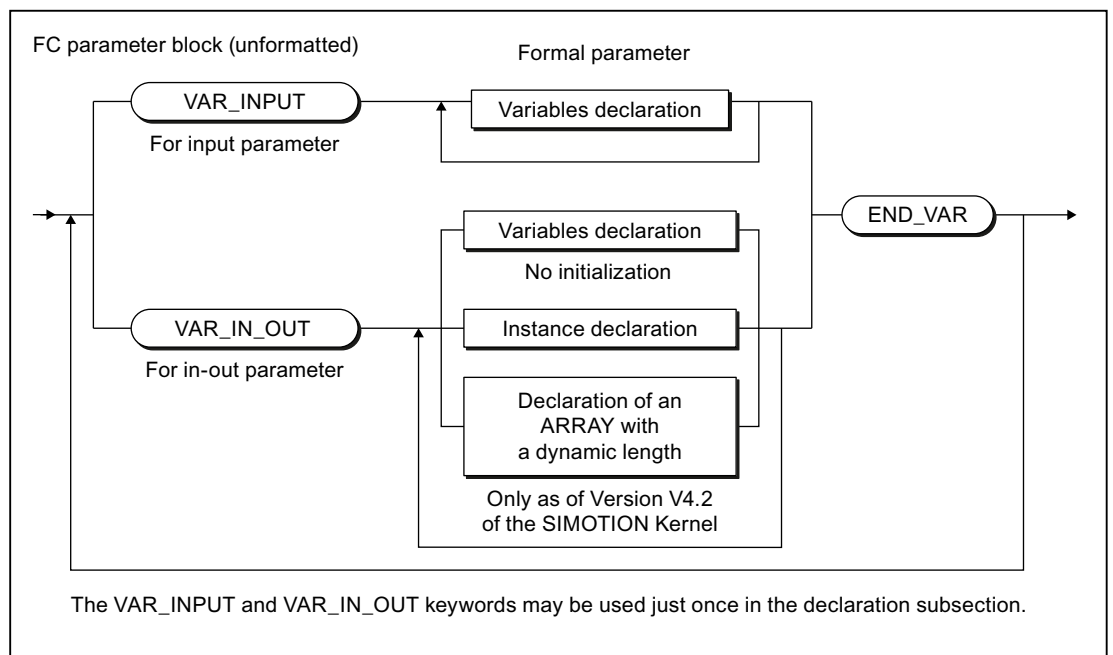 FC parameter block (unformatted)
Formal parameter
VAR_INPUT
Variables declaration
For input parameter
Variables declaration
END_VAR
No initialization
VAR_IN_OUT
Instance declaration
For in-out parameter
Declaration of an
ARRAY with
a dynamic length
Only as of Version V4.2
of the SIMOTION Kernel
The VAR_INPUT and VAR_IN_OUT keywords may be used just once in the declaration subsection.